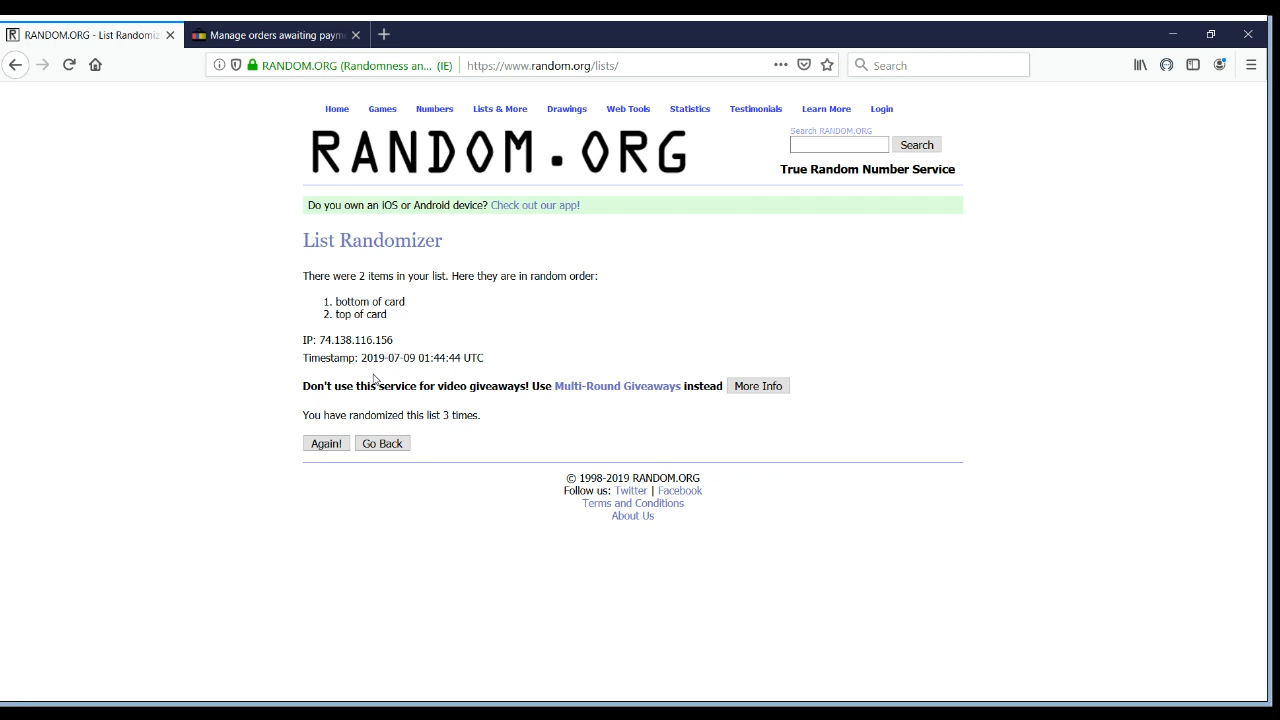 RANDOM.ORG - List Randomiz
Manage orders awaiting paym
RANDOM.ORG (Randomness an... (IE)
https://www.random.org/lists/
Search
Home Games Numbers Lists & More Drawings Web Tools Statistics Testimonials Learn More Login
RANDOM.ORG
Search RANDOM.ORG
Search
True Random Number Service
Do you own an iOS or Android device? Check out our app!
List Randomizer
There were 2 items in your list. Here they are in random order:
1. bottom of card
2. top of card
IP: 74.138.116.156
Timestamp: 2019-07-09 01:44:44 UTC
Don't use this service for video giveaways! Use Multi-Round Giveaways instead More Info
You have randomized this list 3 times.
Again! Go Back
© 1998-2019 RANDOM.ORG
Follow us: Twitter | Facebook
Terms and Conditions
About Us